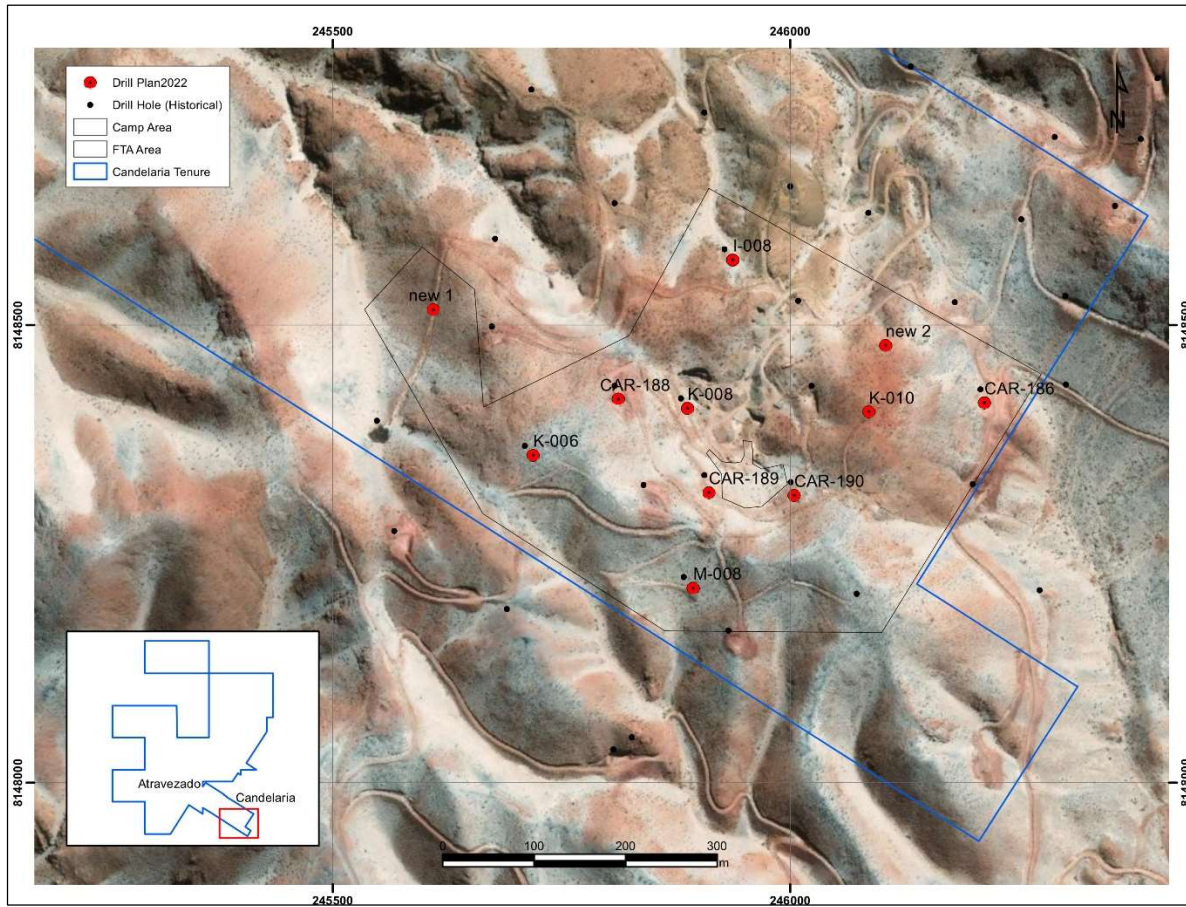 245500
246000
Drill Plan2022
Drill Hole (Historical)
Camp Area
FTA Area
Candelaria Tenure
N
I-008
new 1
8148500
8148500
new 2
CAR-188
K-008
CAR-186
K-010
K-006
CAR-189
CAR-190
M-008
Atravezado
Candelaria
8148000
8148000
0 100 200 300
m
245500
246000